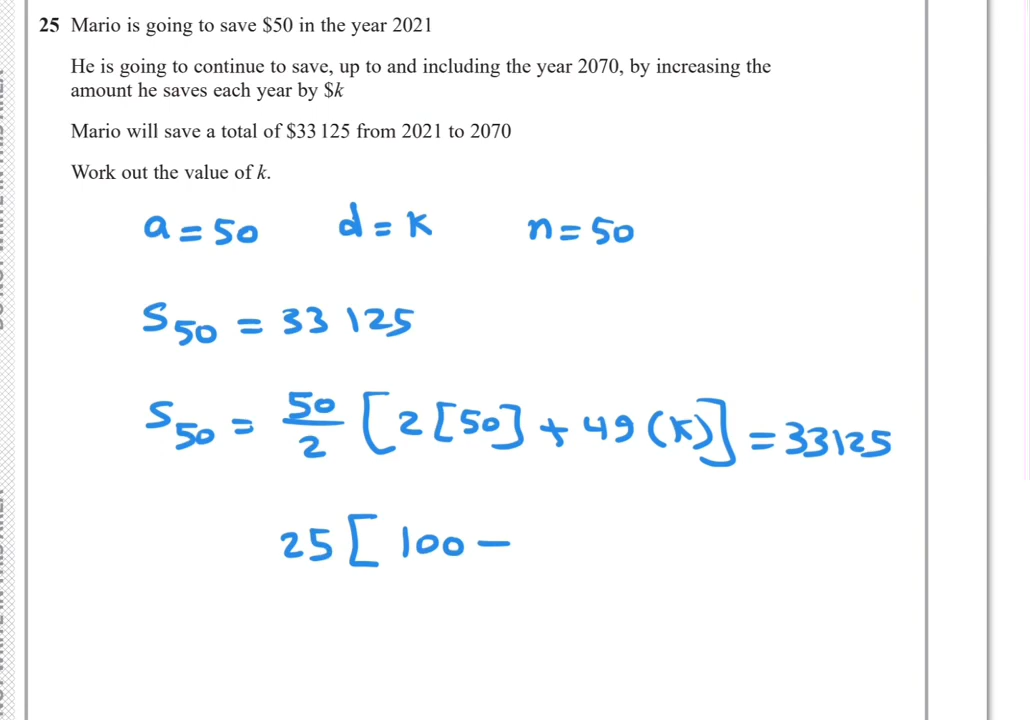 25 Mario is going to save $50 in the year 2021
He is going to continue to save, up to and including the year 2070, by increasing the
amount he saves each year by $k
Mario will save a total of $33 125 from 2021 to 2070
Work out the value of k.
a = 50 d = k n = 50
S50 = 33 125
S50 = 50/2 [2[50] + 49(k)] = 33125
25[ 100 −